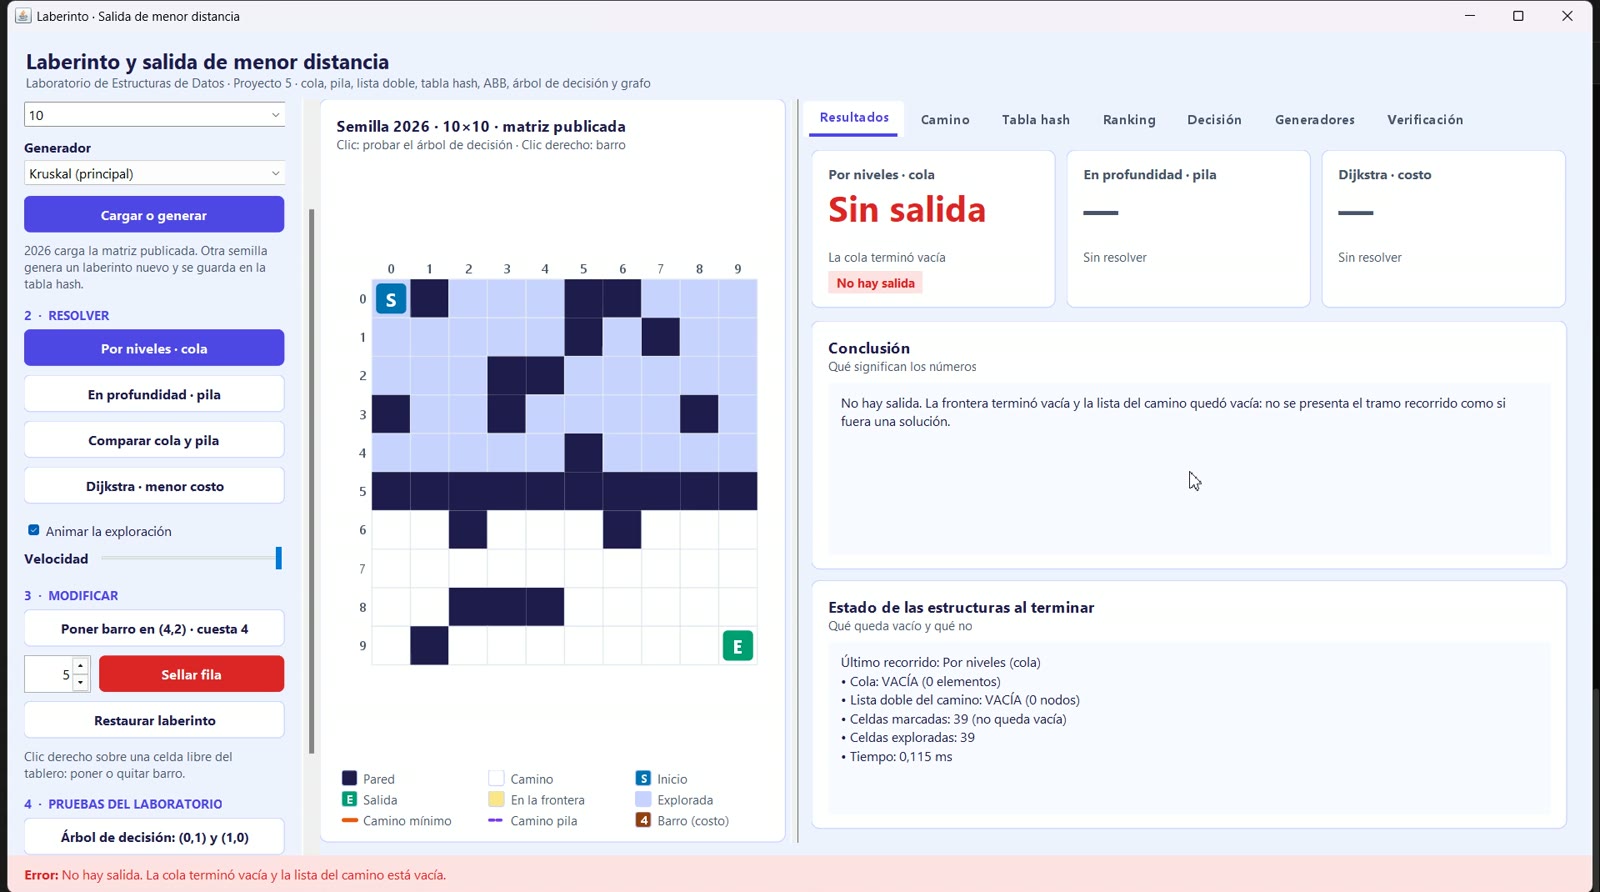 Laberinto · Salida de menor distancia
Laberinto y salida de menor distancia
Laboratorio de Estructuras de Datos · Proyecto 5 · cola, pila, lista doble, tabla hash, ABB, árbol de decisión y grafo
10
Generador
Kruskal (principal)
Cargar o generar
2026 carga la matriz publicada. Otra semilla
genera un laberinto nuevo y se guarda en la
tabla hash.
2 · RESOLVER
Por niveles · cola
En profundidad · pila
Comparar cola y pila
Dijkstra · menor costo
Animar la exploración
Velocidad
3 · MODIFICAR
Poner barro en (4,2) · cuesta 4
5
Sellar fila
Restaurar laberinto
Clic derecho sobre una celda libre del
tablero: poner o quitar barro.
4 · PRUEBAS DEL LABORATORIO
Árbol de decisión: (0,1) y (1,0)
Semilla 2026 · 10×10 · matriz publicada
Clic: probar el árbol de decisión · Clic derecho: barro
0 1 2 3 4 5 6 7 8 9
0 S
1
2
3
4
5
6
7
8
9 E
Pared
Camino
S Inicio
E Salida
En la frontera
Explorada
Camino mínimo
Camino pila
4 Barro (costo)
Resultados
Camino
Tabla hash
Ranking
Decisión
Generadores
Verificación
Por niveles · cola
Sin salida
La cola terminó vacía
No hay salida
En profundidad · pila
—
Sin resolver
Dijkstra · costo
—
Sin resolver
Conclusión
Qué significan los números
No hay salida. La frontera terminó vacía y la lista del camino quedó vacía: no se presenta el tramo recorrido como si
fuera una solución.
Estado de las estructuras al terminar
Qué queda vacío y qué no
Último recorrido: Por niveles (cola)
• Cola: VACÍA (0 elementos)
• Lista doble del camino: VACÍA (0 nodos)
• Celdas marcadas: 39 (no queda vacía)
• Celdas exploradas: 39
• Tiempo: 0,115 ms
Error: No hay salida. La cola terminó vacía y la lista del camino está vacía.